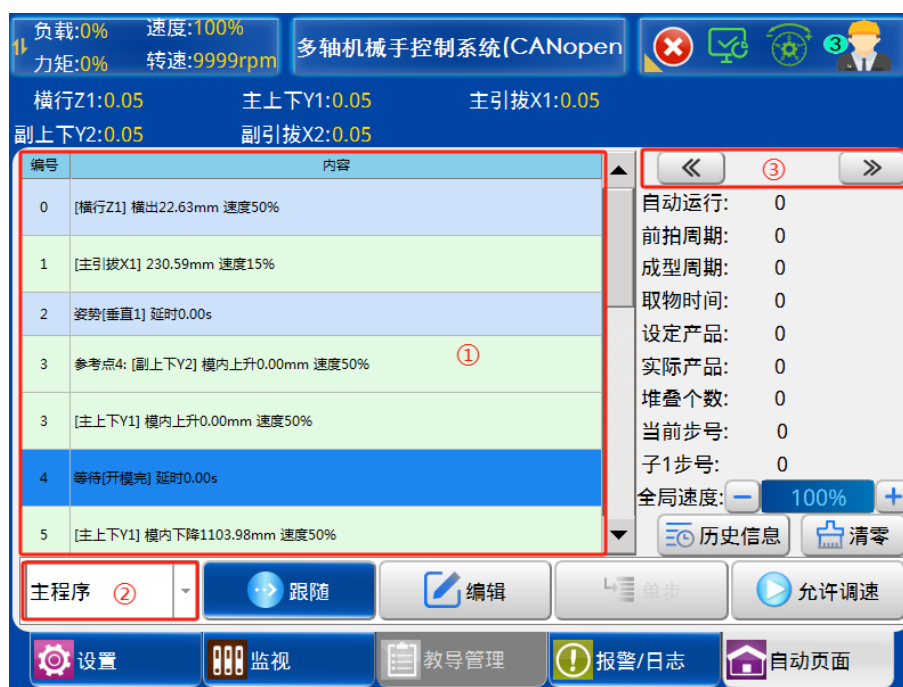 负载:0% 速度:100%
力矩:0% 转速:9999rpm
多轴机械手控制系统(CANopen
3
横行Z1:0.05 主上下Y1:0.05 主引拔X1:0.05
副上下Y2:0.05 副引拔X2:0.05
编号 内容
0 [横行Z1] 横出22.63mm 速度50%
1 [主引拔X1] 230.59mm 速度15%
2 姿势[垂直1] 延时0.00s
3 参考点4: [副上下Y2] 模内上升0.00mm 速度50%
①
3 [主上下Y1] 模内上升0.00mm 速度50%
4 等待[开模完] 延时0.00s
5 [主上下Y1] 模内下降1103.98mm 速度50%
« ③ »
自动运行: 0
前拍周期: 0
成型周期: 0
取物时间: 0
设定产品: 0
实际产品: 0
堆叠个数: 0
当前步号: 0
子1步号: 0
全局速度: − 100% +
历史信息 清零
主程序 ② 跟随 编辑 单步 允许调速
设置 监视 教导管理 报警/日志 自动页面